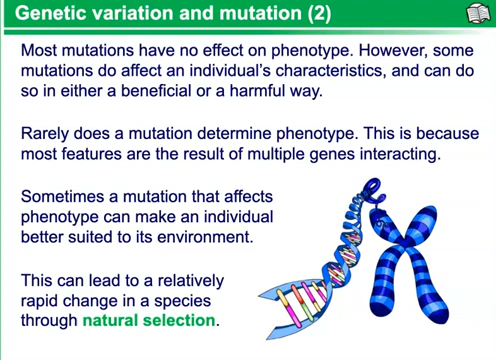 Genetic variation and mutation (2)
Most mutations have no effect on phenotype. However, some
mutations do affect an individual's characteristics, and can do
so in either a beneficial or a harmful way.
Rarely does a mutation determine phenotype. This is because
most features are the result of multiple genes interacting.
Sometimes a mutation that affects
phenotype can make an individual
better suited to its environment.
This can lead to a relatively
rapid change in a species
through natural selection.